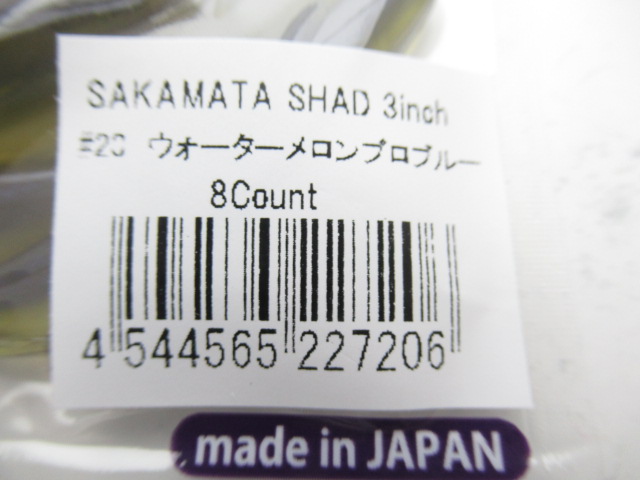 SAKAMATA SHAD 3inch
#20 ウォーターメロンブロブルー
8Count
4 544565 227206
made in JAPAN